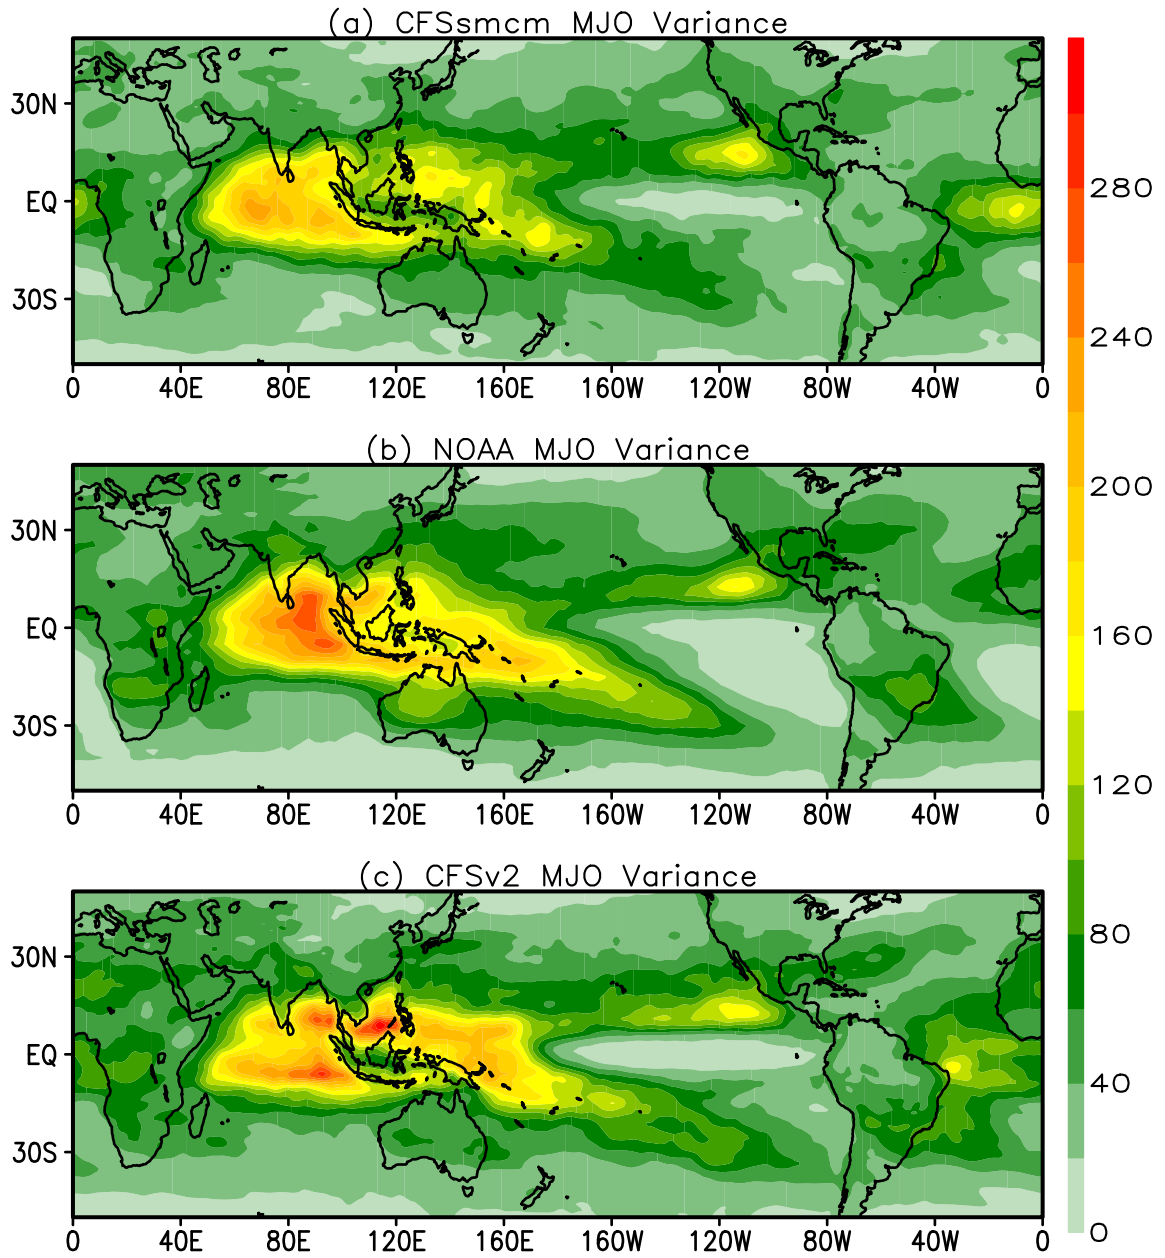 (a) CFSsmcm MJO Variance
30N
EQ
30S
0 40E 80E 120E 160E 160W 120W 80W 40W 0
(b) NOAA MJO Variance
30N
EQ
30S
0 40E 80E 120E 160E 160W 120W 80W 40W 0
(c) CFSv2 MJO Variance
30N
EQ
30S
0 40E 80E 120E 160E 160W 120W 80W 40W 0
280
240
200
160
120
80
40
0